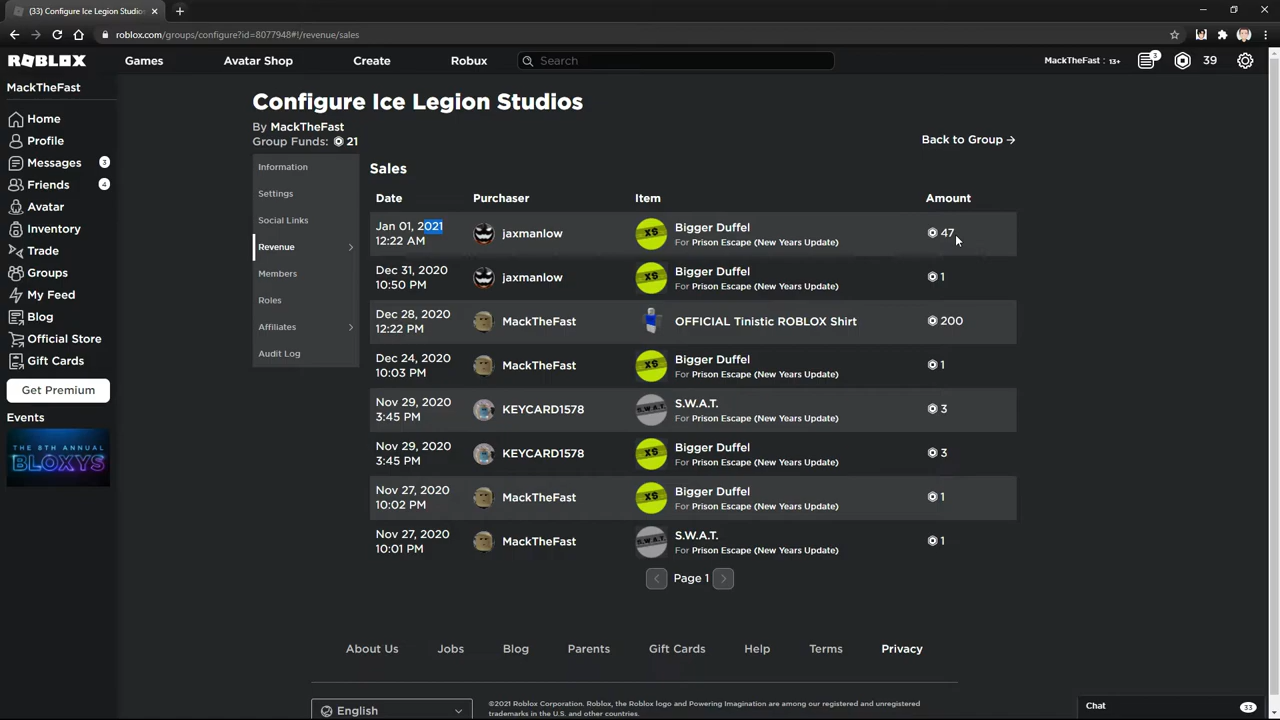 (33) Configure Ice Legion Studios
roblox.com/groups/configure?id=8077948#!/revenue/sales
ROBLOX
Games
Avatar Shop
Create
Robux
Search
MackTheFast : 13+
3
39
MackTheFast
Home
Profile
Messages 3
Friends 4
Avatar
Inventory
Trade
Groups
My Feed
Blog
Official Store
Gift Cards
Get Premium
Events
THE 8TH ANNUAL
BLOXYS
Configure Ice Legion Studios
By MackTheFast
Group Funds: 21
Back to Group
Information
Settings
Social Links
Revenue
Members
Roles
Affiliates
Audit Log
Sales
Date Purchaser Item Amount
Jan 01, 2021
12:22 AM
jaxmanlow
XS
Bigger Duffel
For Prison Escape (New Years Update)
47
Dec 31, 2020
10:50 PM
jaxmanlow
XS
Bigger Duffel
For Prison Escape (New Years Update)
1
Dec 28, 2020
12:22 PM
MackTheFast
OFFICIAL Tinistic ROBLOX Shirt
200
Dec 24, 2020
10:03 PM
MackTheFast
XS
Bigger Duffel
For Prison Escape (New Years Update)
1
Nov 29, 2020
3:45 PM
KEYCARD1578
S.W.A.T.
S.W.A.T.
For Prison Escape (New Years Update)
3
Nov 29, 2020
3:45 PM
KEYCARD1578
XS
Bigger Duffel
For Prison Escape (New Years Update)
3
Nov 27, 2020
10:02 PM
MackTheFast
XS
Bigger Duffel
For Prison Escape (New Years Update)
1
Nov 27, 2020
10:01 PM
MackTheFast
S.W.A.T.
S.W.A.T.
For Prison Escape (New Years Update)
1
Page 1
About Us
Jobs
Blog
Parents
Gift Cards
Help
Terms
Privacy
English
©2021 Roblox Corporation. Roblox, the Roblox logo and Powering Imagination are among our registered and unregistered
trademarks in the U.S. and other countries.
Chat 33